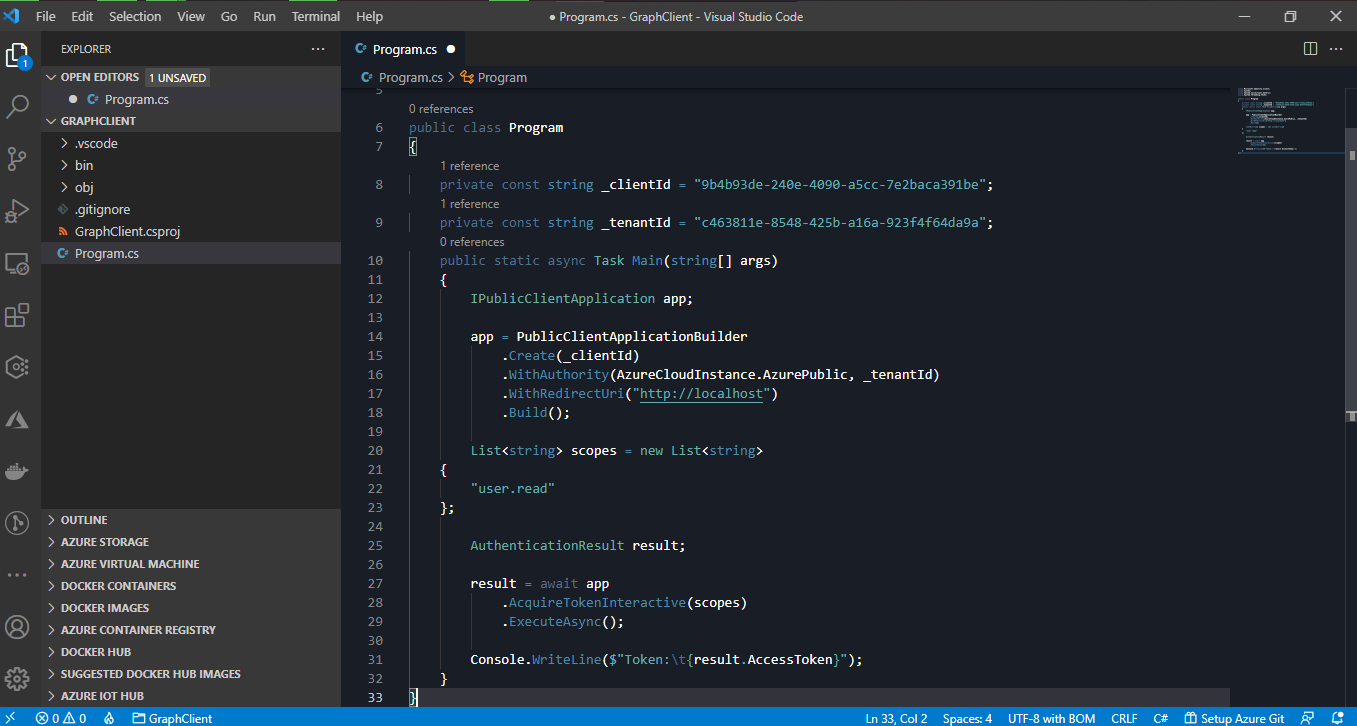 File Edit Selection View Go Run Terminal Help
● Program.cs - GraphClient - Visual Studio Code
EXPLORER
1
OPEN EDITORS 1 UNSAVED
Program.cs
GRAPHCLIENT
.vscode
bin
obj
.gitignore
GraphClient.csproj
Program.cs
OUTLINE
AZURE STORAGE
AZURE VIRTUAL MACHINE
DOCKER CONTAINERS
DOCKER IMAGES
AZURE CONTAINER REGISTRY
DOCKER HUB
SUGGESTED DOCKER HUB IMAGES
AZURE IOT HUB
Program.cs
Program.cs > Program
5
0 references
6 public class Program
7 {
1 reference
8 private const string _clientId = "9b4b93de-240e-4090-a5cc-7e2baca391be";
1 reference
9 private const string _tenantId = "c463811e-8548-425b-a16a-923f4f64da9a";
0 references
10 public static async Task Main(string[] args)
11 {
12 IPublicClientApplication app;
13
14 app = PublicClientApplicationBuilder
15 .Create(_clientId)
16 .WithAuthority(AzureCloudInstance.AzurePublic, _tenantId)
17 .WithRedirectUri("http://localhost")
18 .Build();
19
20 List<string> scopes = new List<string>
21 {
22 "user.read"
23 };
24
25 AuthenticationResult result;
26
27 result = await app
28 .AcquireTokenInteractive(scopes)
29 .ExecuteAsync();
30
31 Console.WriteLine($"Token:\t{result.AccessToken}");
32 }
33 }
0 0 GraphClient Ln 33, Col 2 Spaces: 4 UTF-8 with BOM CRLF C# Setup Azure Git